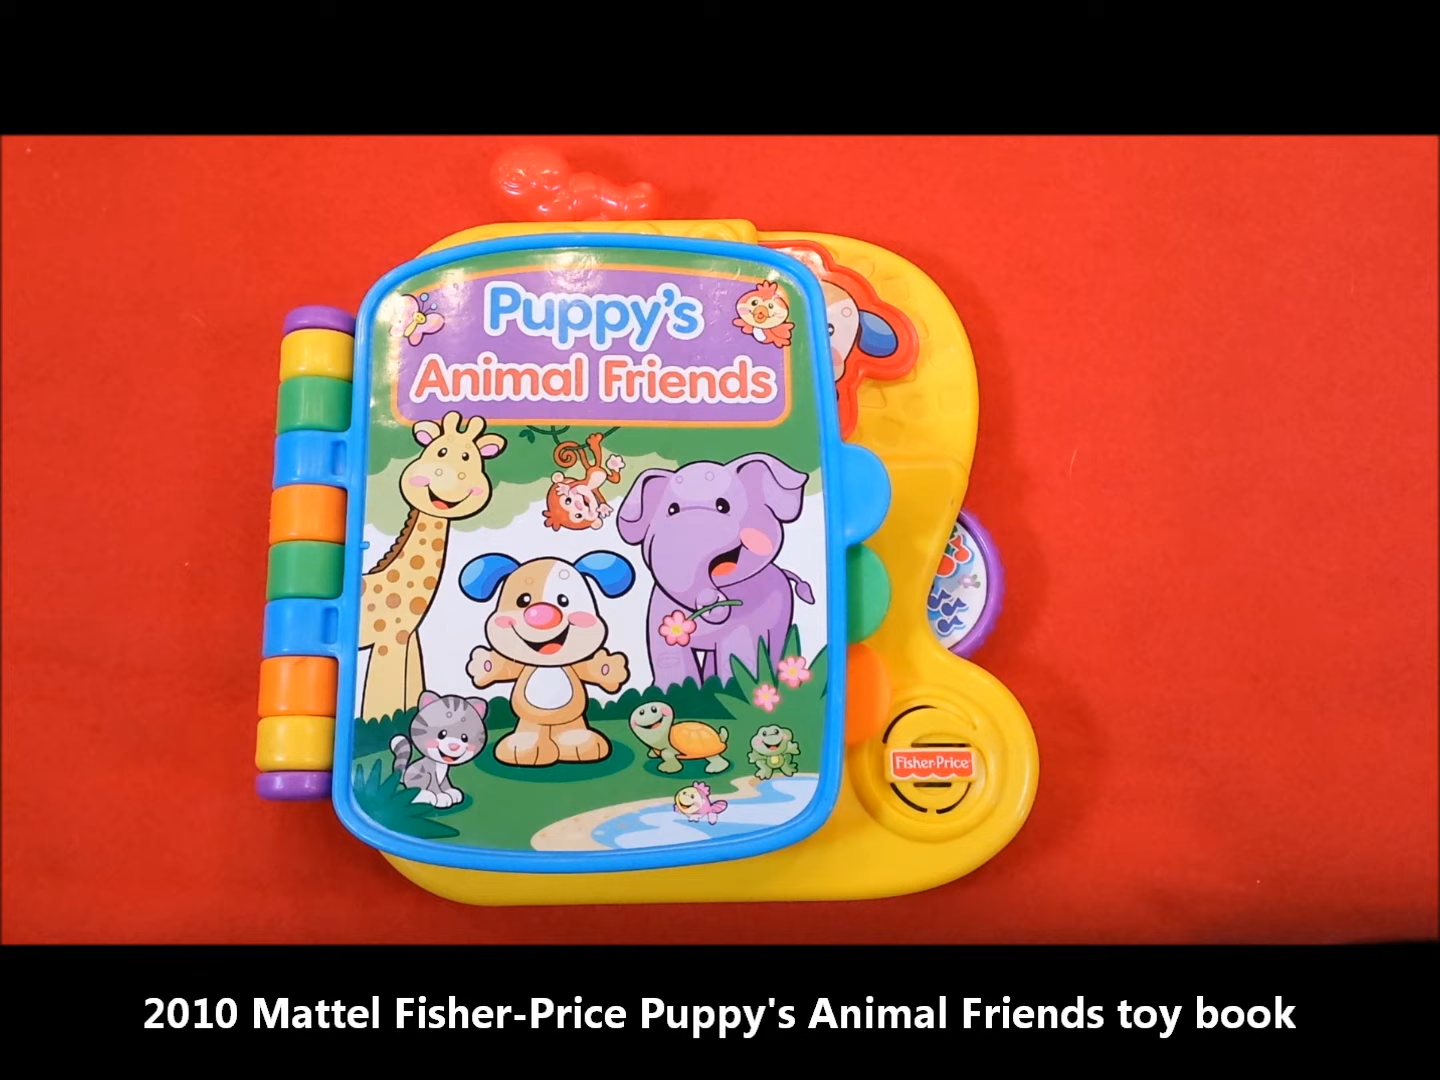 Puppy's
Animal Friends
Fisher-Price
2010 Mattel Fisher-Price Puppy's Animal Friends toy book